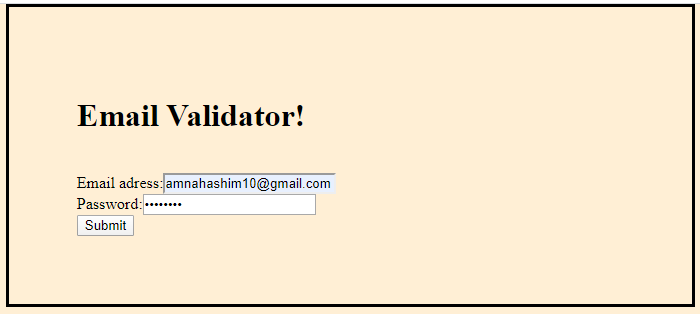 Email Validator!
Email adress:amnahashim10@gmail.com
Password:••••••••
Submit